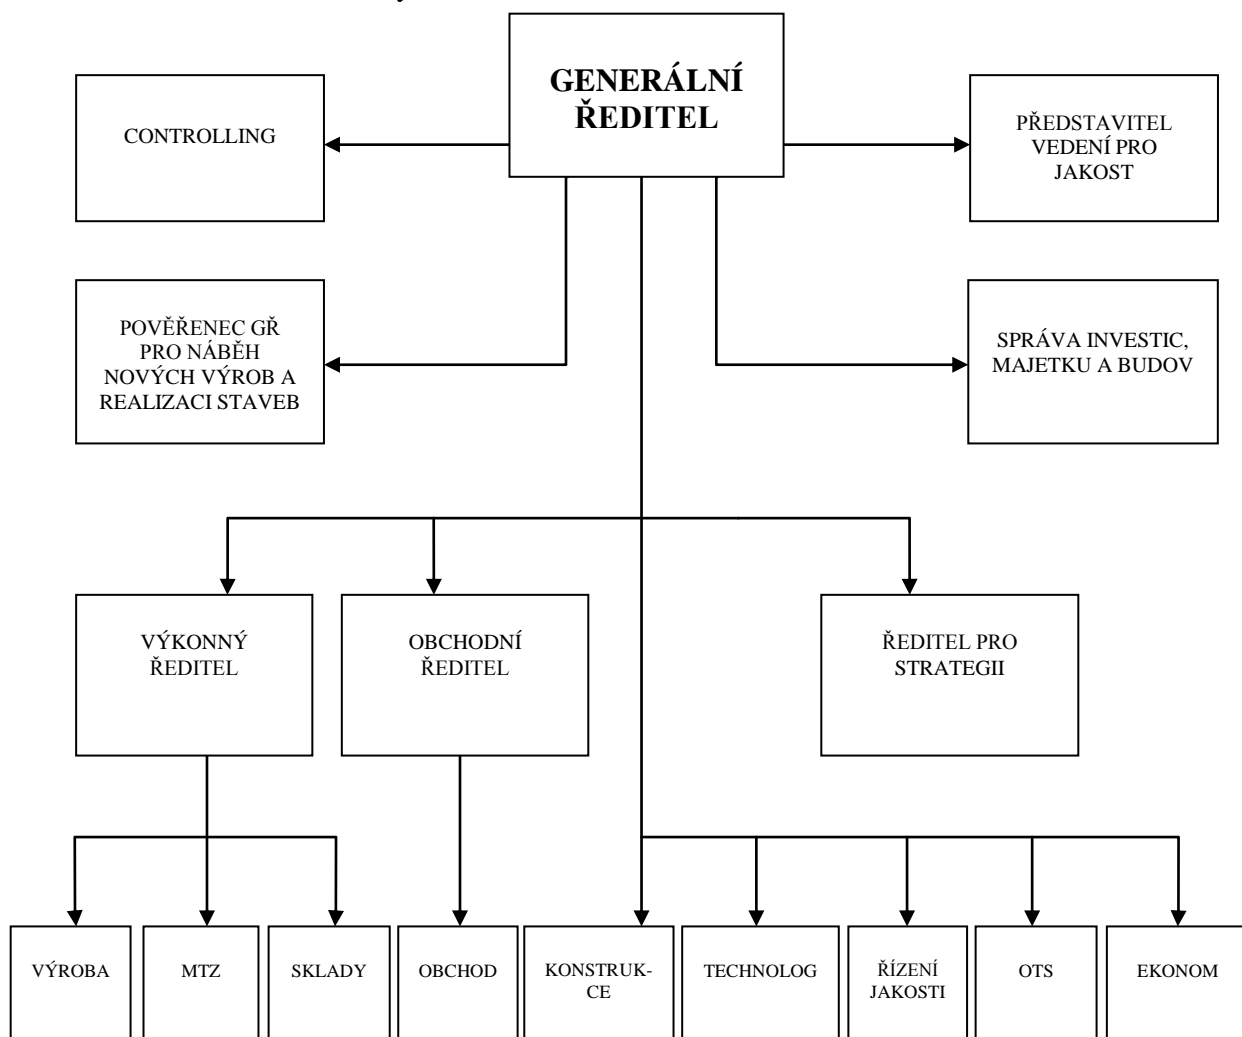 GENERÁLNÍ
ŘEDITEL
CONTROLLING
PŘEDSTAVITEL
VEDENÍ PRO
JAKOST
POVĚŘENEC GŘ
PRO NÁBĚH
NOVÝCH VÝROB A
REALIZACI STAVEB
SPRÁVA INVESTIC,
MAJETKU A BUDOV
VÝKONNÝ
ŘEDITEL
OBCHODNÍ
ŘEDITEL
ŘEDITEL PRO
STRATEGII
VÝROBA
MTZ
SKLADY
OBCHOD
KONSTRUK-
CE
TECHNOLOG
ŘÍZENÍ
JAKOSTI
OTS
EKONOM